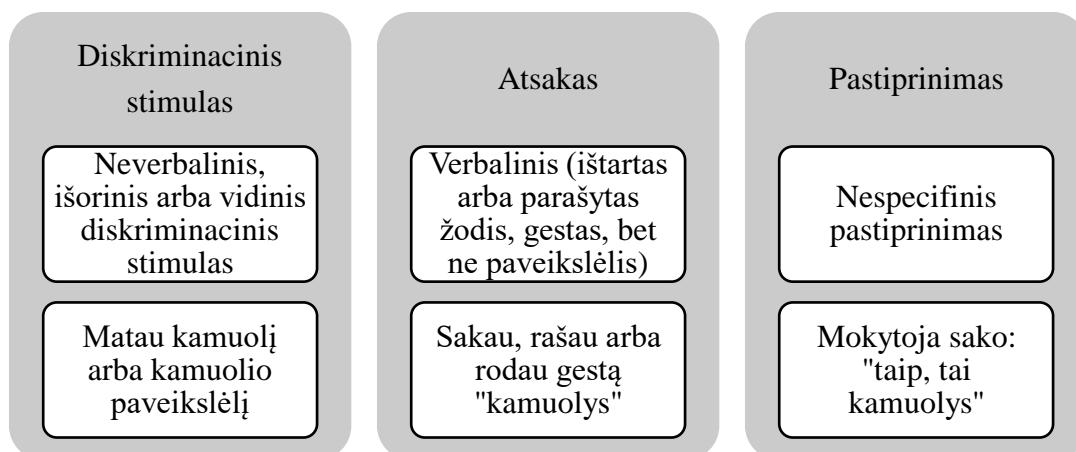 Diskriminacinis
stimulas
Neverbalinis,
išorinis arba vidinis
diskriminacinis
stimulas
Matau kamuolį
arba kamuolio
paveikslėlį
Atsakas
Verbalinis (ištartas
arba parašytas
žodis, gestas, bet
ne paveikslėlis)
Sakau, rašau arba
rodau gestą
"kamuolys"
Pastiprinimas
Nespecifinis
pastiprinimas
Mokytoja sako:
"taip, tai
kamuolys"